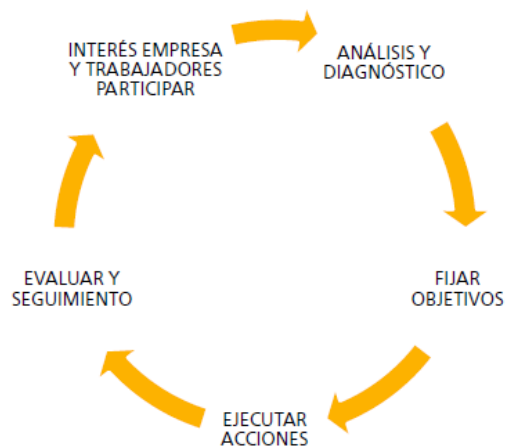 INTERÉS EMPRESA
Y TRABAJADORES
PARTICIPAR
ANÁLISIS Y
DIAGNÓSTICO
FIJAR
OBJETIVOS
EJECUTAR
ACCIONES
EVALUAR Y
SEGUIMIENTO